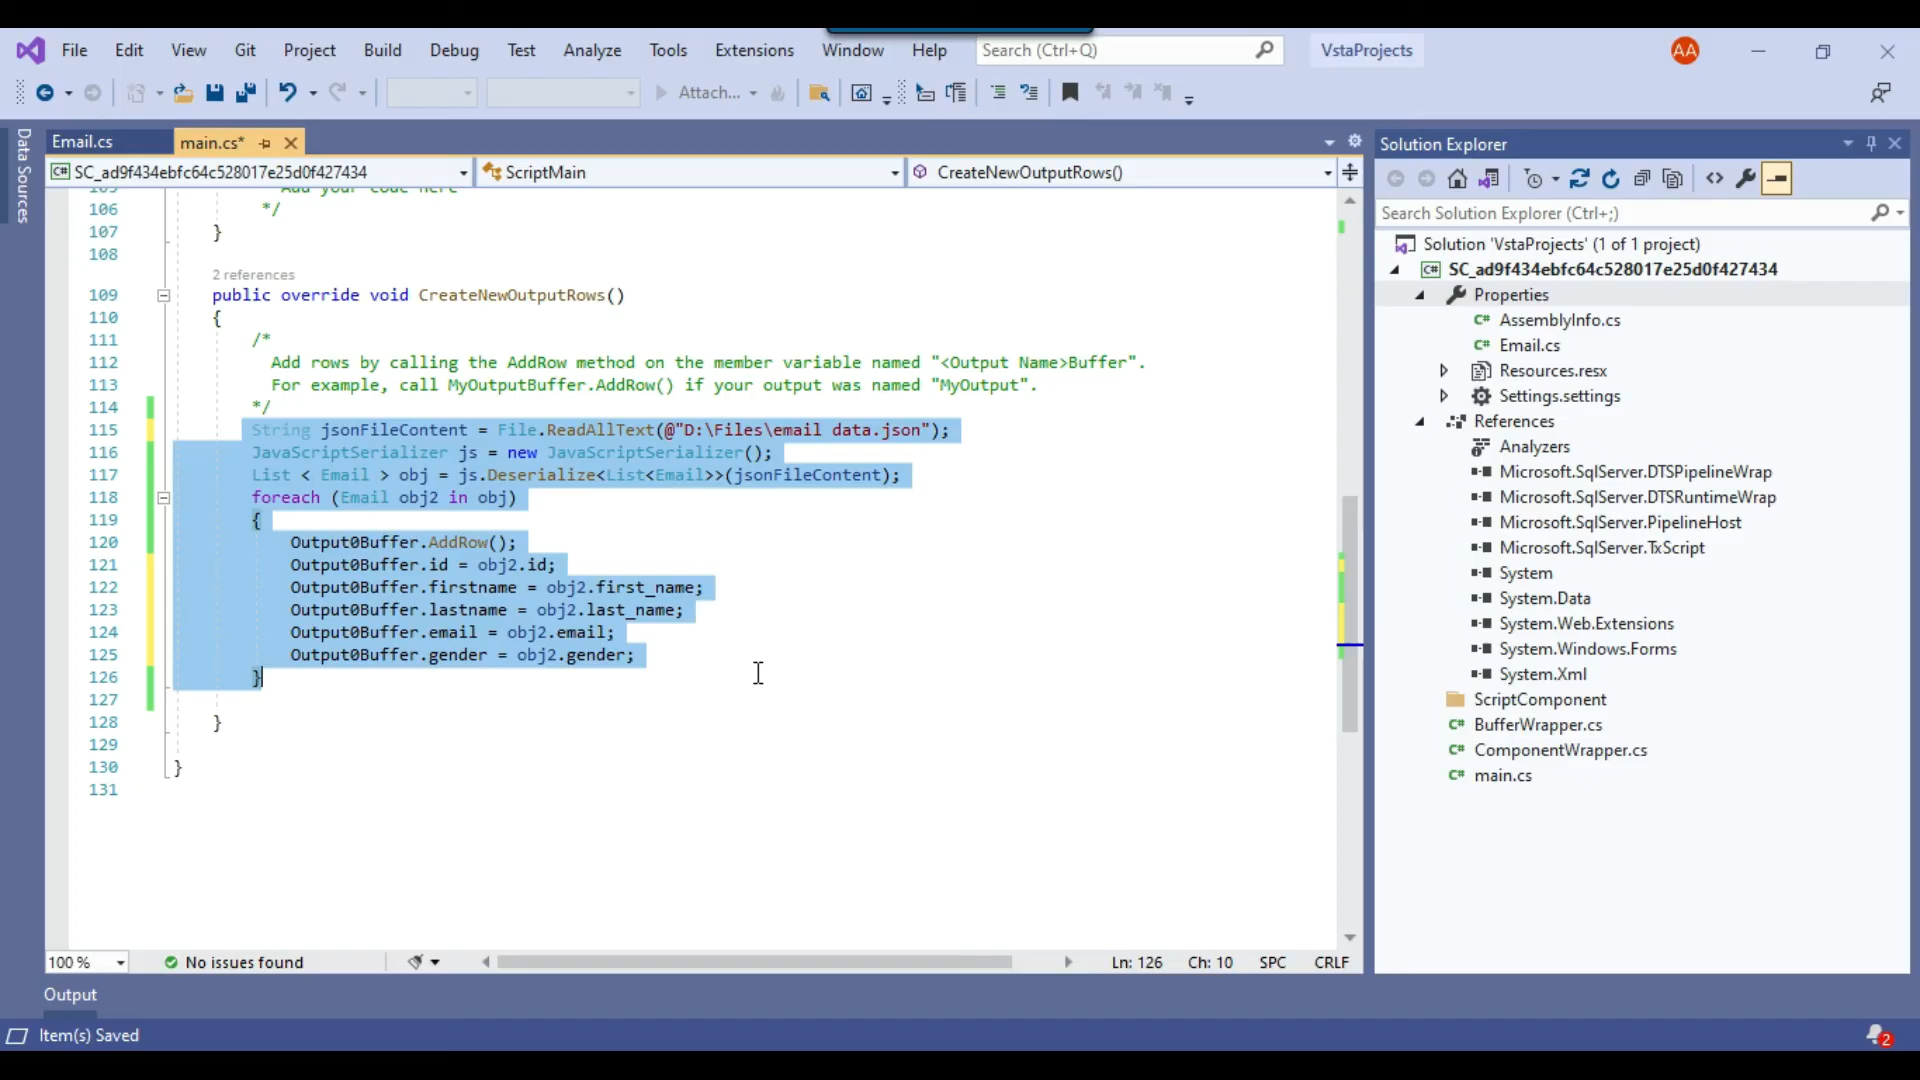 File Edit View Git Project Build Debug Test Analyze Tools Extensions Window Help Search (Ctrl+Q) VstaProjects AA
Attach...
Data Sources
Email.cs main.cs*
C# SC_ad9f434ebfc64c528017e25d0f427434 ScriptMain CreateNewOutputRows()
105 Add your code here
106 */
107 }
108
2 references
109 public override void CreateNewOutputRows()
110 {
111 /*
112 Add rows by calling the AddRow method on the member variable named "<Output Name>Buffer".
113 For example, call MyOutputBuffer.AddRow() if your output was named "MyOutput".
114 */
115 String jsonFileContent = File.ReadAllText(@"D:\Files\email data.json");
116 JavaScriptSerializer js = new JavaScriptSerializer();
117 List < Email > obj = js.Deserialize<List<Email>>(jsonFileContent);
118 foreach (Email obj2 in obj)
119 {
120 Output0Buffer.AddRow();
121 Output0Buffer.id = obj2.id;
122 Output0Buffer.firstname = obj2.first_name;
123 Output0Buffer.lastname = obj2.last_name;
124 Output0Buffer.email = obj2.email;
125 Output0Buffer.gender = obj2.gender;
126 }
127
128 }
129
130 }
131
100 % No issues found Ln: 126 Ch: 10 SPC CRLF
Solution Explorer
Search Solution Explorer (Ctrl+;)
Solution 'VstaProjects' (1 of 1 project)
C# SC_ad9f434ebfc64c528017e25d0f427434
Properties
C# AssemblyInfo.cs
C# Email.cs
Resources.resx
Settings.settings
References
Analyzers
Microsoft.SqlServer.DTSPipelineWrap
Microsoft.SqlServer.DTSRuntimeWrap
Microsoft.SqlServer.PipelineHost
Microsoft.SqlServer.TxScript
System
System.Data
System.Web.Extensions
System.Windows.Forms
System.Xml
ScriptComponent
C# BufferWrapper.cs
C# ComponentWrapper.cs
C# main.cs
Output
Item(s) Saved
2